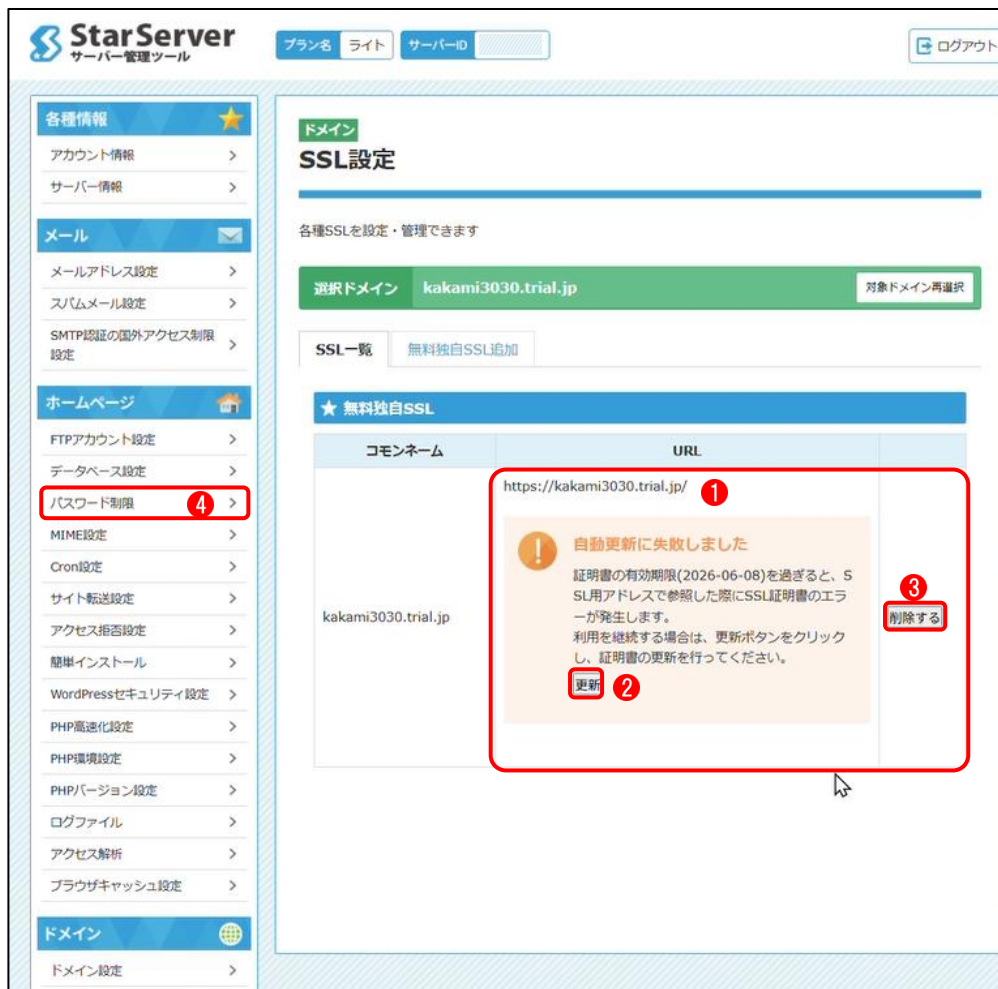 StarServer
サーバー管理ツール
プラン名 ライト サーバーID
ログアウト
各種情報
アカウント情報
サーバー情報
メール
メールアドレス設定
スパムメール設定
SMTP認証の国外アクセス制限
設定
ホームページ
FTPアカウント設定
データベース設定
パスワード制限 4
MIME設定
Cron設定
サイト転送設定
アクセス拒否設定
簡単インストール
WordPressセキュリティ設定
PHP高速化設定
PHP環境設定
PHPバージョン設定
ログファイル
アクセス解析
ブラウザキャッシュ設定
ドメイン
ドメイン設定
ドメイン
SSL設定
各種SSLを設定・管理できます
選択ドメイン kakami3030.trial.jp 対象ドメイン再選択
SSL一覧 無料独自SSL追加
★ 無料独自SSL
コモンネーム URL
kakami3030.trial.jp
https://kakami3030.trial.jp/ 1
自動更新に失敗しました
証明書の有効期限(2026-06-08)を過ぎると、S
SL用アドレスで参照した際にSSL証明書のエラ
ーが発生します。
利用を継続する場合は、更新ボタンをクリック
し、証明書の更新を行ってください。
更新 2
3
削除する